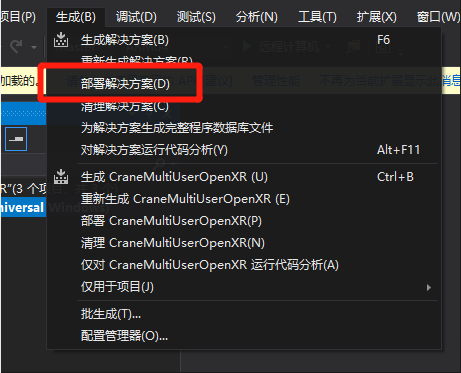 项目(P) 生成(B) 调试(D) 测试(S) 分析(N) 工具(T) 扩展(X) 窗口(W)
生成解决方案(B) F6
远程计算机
重新生成解决方案(R)
加载的。
部署解决方案(D)
清理解决方案(C)
为解决方案生成完整程序数据库文件
对解决方案运行代码分析(Y) Alt+F11
生成 CraneMultiUserOpenXR (U) Ctrl+B
R"(3 个项
重新生成 CraneMultiUserOpenXR (E)
niversal Windows
部署 CraneMultiUserOpenXR(P)
清理 CraneMultiUserOpenXR(N)
仅对 CraneMultiUserOpenXR 运行代码分析(A)
仅用于项目(J)
批生成(T)...
配置管理器(O)...